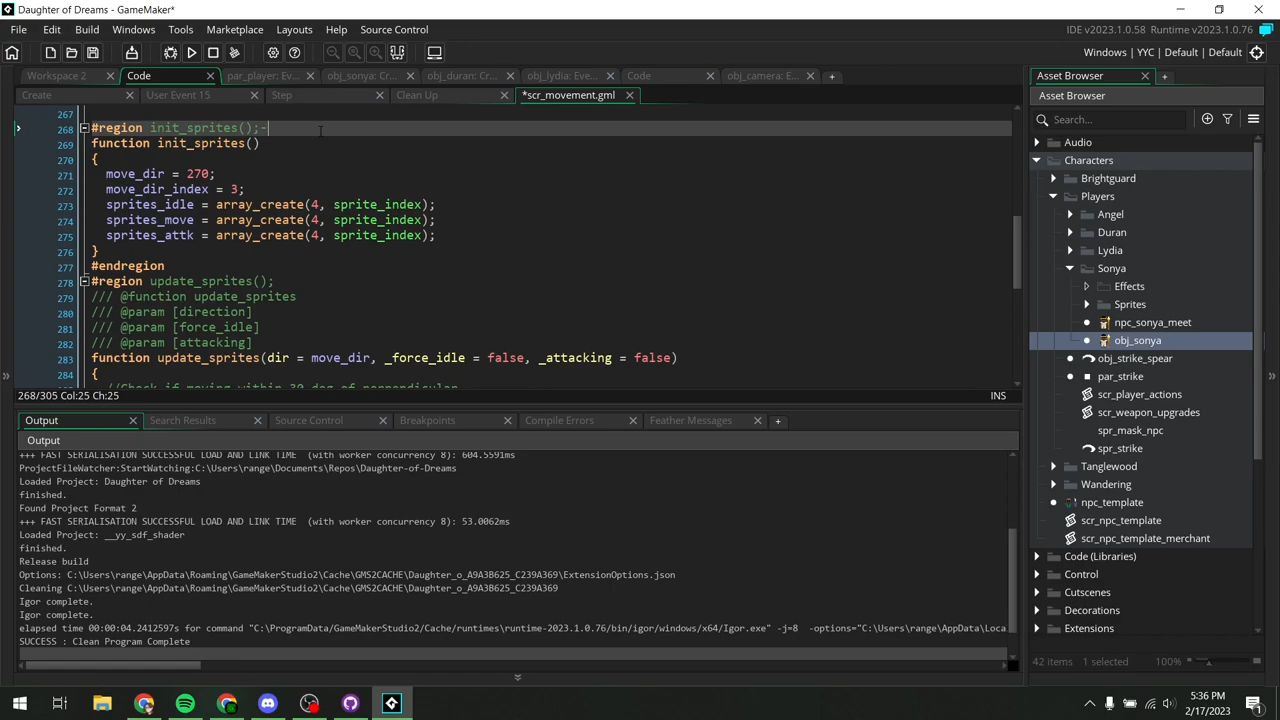 Daughter of Dreams* - GameMaker*
File Edit Build Windows Tools Marketplace Layouts Help Source Control
IDE v2023.1.0.58 Runtime v2023.1.0.76
Windows | YYC | Default | Default
Workspace 2 Code par_player: Ev... obj_sonya: Cr... obj_duran: Cr... obj_lydia: Eve... Code obj_camera: E...
Create User Event 15 Step Clean Up *scr_movement.gml
267
268 #region init_sprites();-
269 function init_sprites()
270 {
271 move_dir = 270;
272 move_dir_index = 3;
273 sprites_idle = array_create(4, sprite_index);
274 sprites_move = array_create(4, sprite_index);
275 sprites_attk = array_create(4, sprite_index);
276 }
277 #endregion
278 #region update_sprites();
279 /// @function update_sprites
280 /// @param [direction]
281 /// @param [force_idle]
282 /// @param [attacking]
283 function update_sprites(dir = move_dir, _force_idle = false, _attacking = false)
284 {
//Check if moving within 30 deg of perpendicular
268/305 Col:25 Ch:25 INS
Output Search Results Source Control Breakpoints Compile Errors Feather Messages
Output
+++ FAST SERIALISATION SUCCESSFUL LOAD AND LINK TIME (with worker concurrency 8): 604.5591ms
ProjectFileWatcher:StartWatching:C:\Users\range\Documents\Repos\Daughter-of-Dreams
Loaded Project: Daughter of Dreams
finished.
Found Project Format 2
+++ FAST SERIALISATION SUCCESSFUL LOAD AND LINK TIME (with worker concurrency 8): 53.0062ms
Loaded Project: __yy_sdf_shader
finished.
Release build
Options: C:\Users\range\AppData\Roaming\GameMakerStudio2\Cache\GMS2CACHE\Daughter_o_A9A3B625_C239A369\ExtensionOptions.json
Cleaning C:\Users\range\AppData\Roaming\GameMakerStudio2\Cache\GMS2CACHE\Daughter_o_A9A3B625_C239A369
Igor complete.
Igor complete.
elapsed time 00:00:04.2412597s for command "C:\ProgramData/GameMakerStudio2/Cache/runtimes\runtime-2023.1.0.76/bin/igor/windows/x64/Igor.exe" -j=8 -options="C:\Users\range\AppData\Loca
SUCCESS : Clean Program Complete
Asset Browser
Asset Browser
Search...
Audio
Characters
Brightguard
Players
Angel
Duran
Lydia
Sonya
Effects
Sprites
npc_sonya_meet
obj_sonya
obj_strike_spear
par_strike
scr_player_actions
scr_weapon_upgrades
spr_mask_npc
spr_strike
Tanglewood
Wandering
npc_template
scr_npc_template
scr_npc_template_merchant
Code (Libraries)
Control
Cutscenes
Decorations
Extensions
42 items 1 selected 100%
5:36 PM
2/17/2023